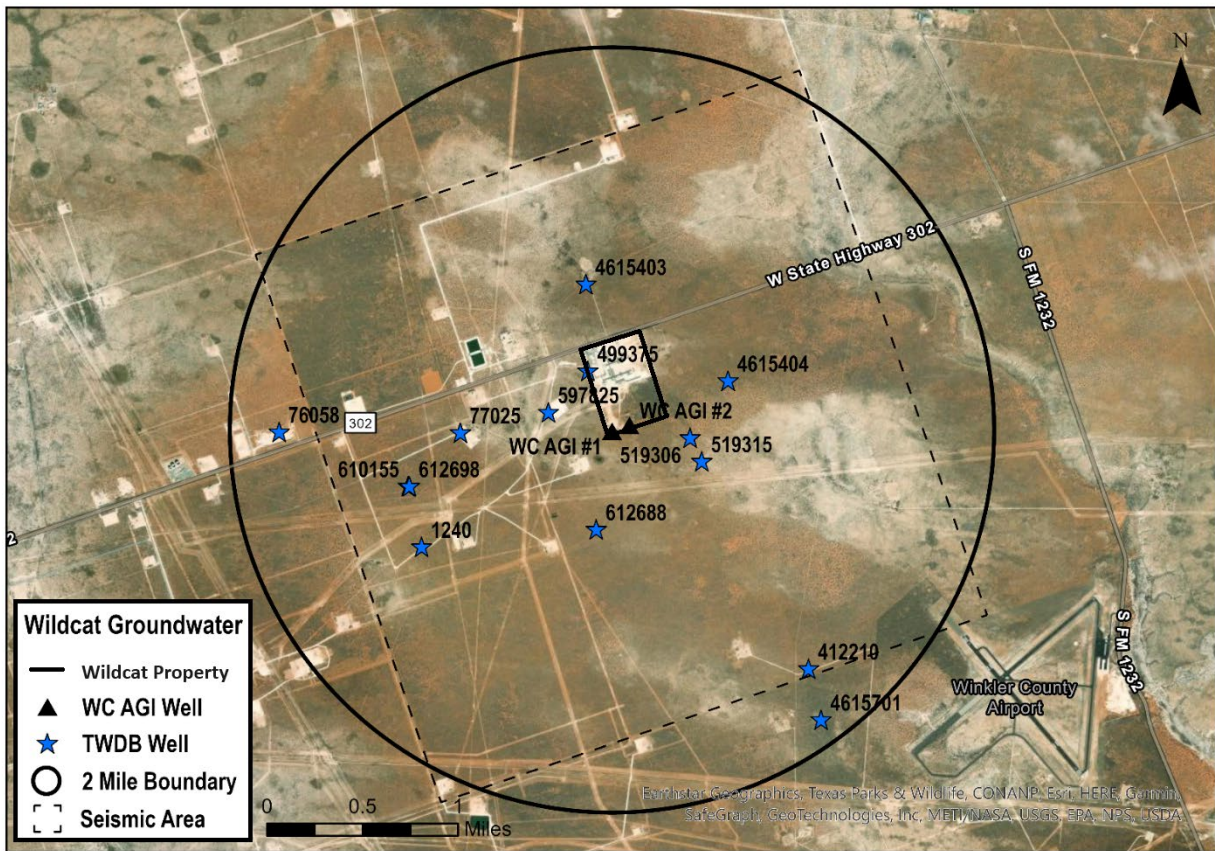 N
W State Highway 302
S FM 1232
4615403
499375
4615404
597825
WC AGI #2
76058
302
77025
WC AGI #1
519306
519315
610155
612698
612688
1240
2
S FM 1232
412210
Winkler County
Airport
4615701
Wildcat Groundwater
Wildcat Property
WC AGI Well
TWDB Well
2 Mile Boundary
Seismic Area
0 0.5
Miles
Earthstar Geographics, Texas Parks & Wildlife, CONANP, Esri, HERE, Garmin,
SafeGraph, GeoTechnologies, Inc, METI/NASA, USGS, EPA, NPS, USDA